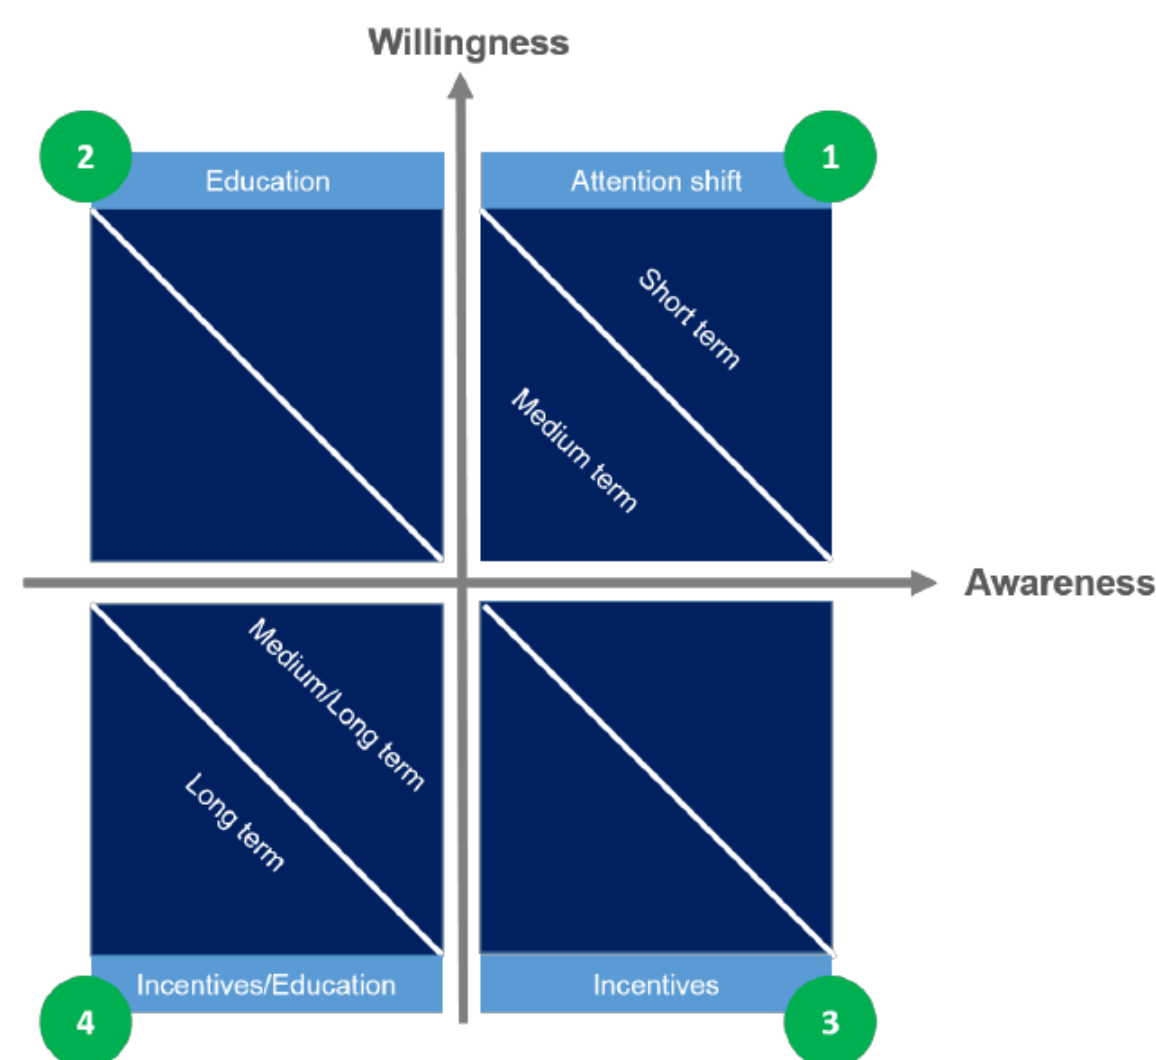 Willingness
2
Education
Attention shift
1
Short term
Medium term
Awareness
Medium/Long term
Long term
Incentives/Education
Incentives
4
3